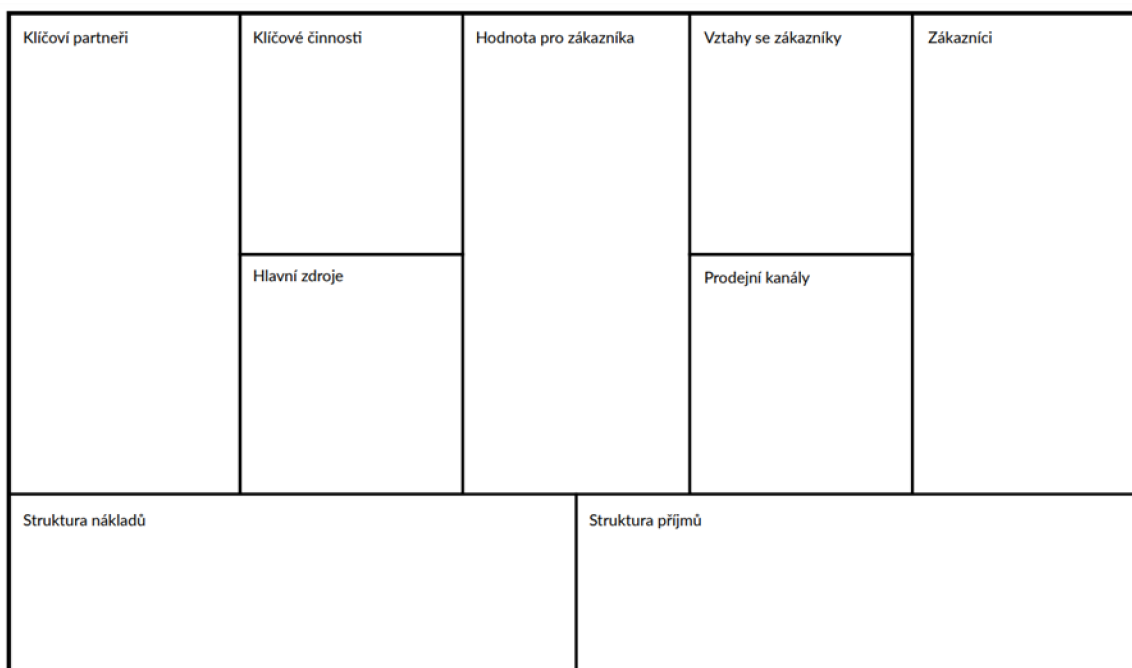 Klíčoví partneři
Klíčové činnosti
Hodnota pro zákazníka
Vztahy se zákazníky
Zákazníci
Hlavní zdroje
Prodejní kanály
Struktura nákladů
Struktura příjmů